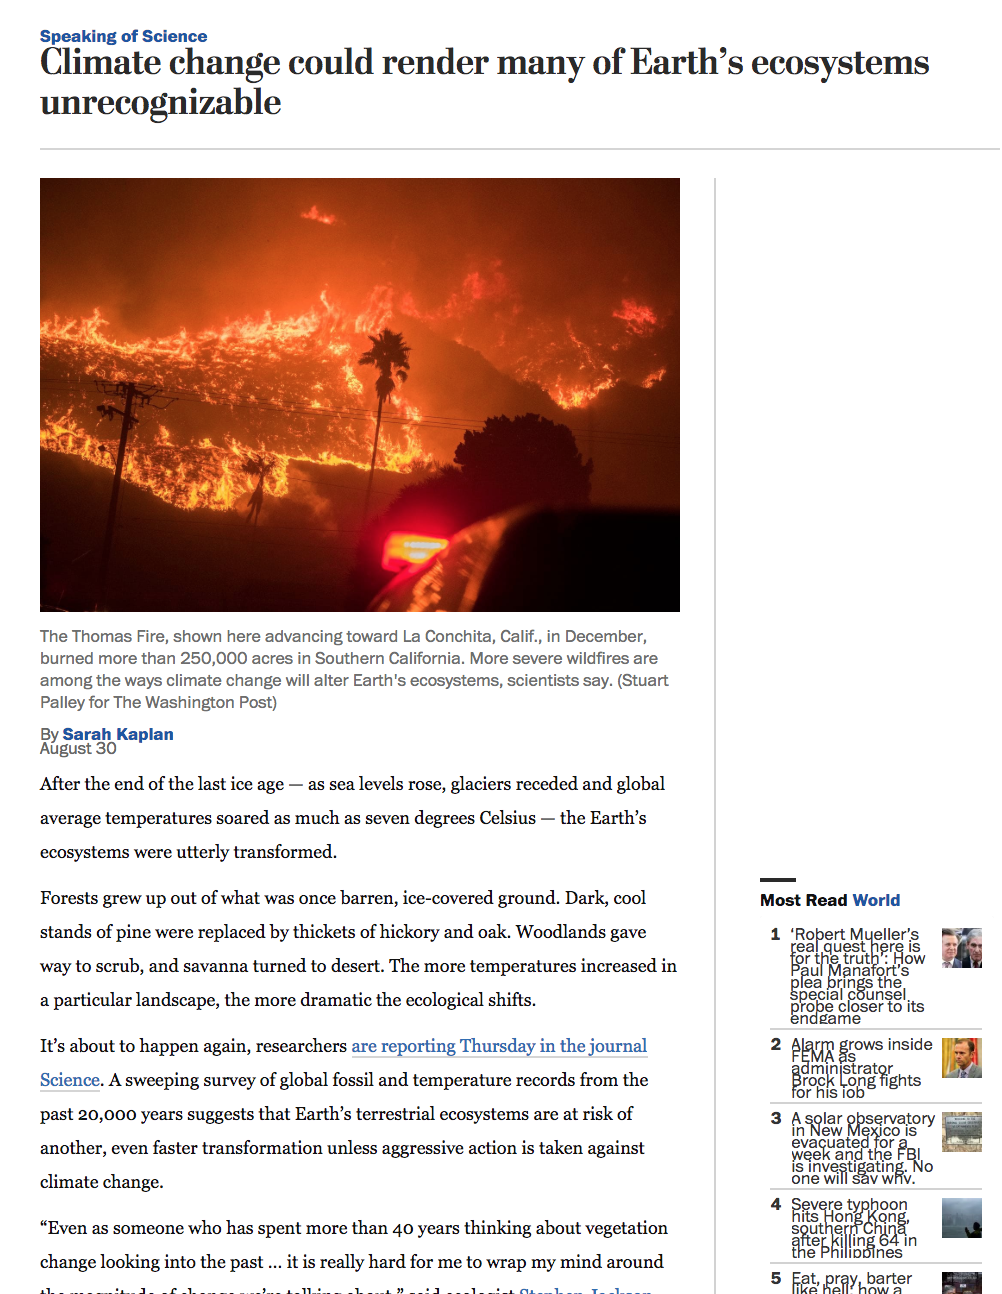 Speaking of Science
Climate change could render many of Earth’s ecosystems
unrecognizable
The Thomas Fire, shown here advancing toward La Conchita, Calif., in December,
burned more than 250,000 acres in Southern California. More severe wildfires are
among the ways climate change will alter Earth's ecosystems, scientists say. (Stuart
Palley for The Washington Post)
By Sarah Kaplan
August 30
After the end of the last ice age — as sea levels rose, glaciers receded and global
average temperatures soared as much as seven degrees Celsius — the Earth’s
ecosystems were utterly transformed.
Forests grew up out of what was once barren, ice-covered ground. Dark, cool
stands of pine were replaced by thickets of hickory and oak. Woodlands gave
way to scrub, and savanna turned to desert. The more temperatures increased in
a particular landscape, the more dramatic the ecological shifts.
It’s about to happen again, researchers are reporting Thursday in the journal
Science. A sweeping survey of global fossil and temperature records from the
past 20,000 years suggests that Earth’s terrestrial ecosystems are at risk of
another, even faster transformation unless aggressive action is taken against
climate change.
“Even as someone who has spent more than 40 years thinking about vegetation
change looking into the past ... it is really hard for me to wrap my mind around
the magnitude of change we’re talking about,” said ecologist Stephen Jackson,
Most Read World
1 ‘Robert Mueller’s
real quest here is
for the truth’: How
Paul Manafort’s
plea brings the
special counsel
probe closer to its
endgame
2 Alarm grows inside
FEMA as
administrator
Brock Long fights
for his job
3 A solar observatory
in New Mexico is
evacuated for a
week and the FBI
is investigating. No
one will say why.
4 Severe typhoon
hits Hong Kong,
southern China
after killing 64 in
the Philippines
5 Eat, pray, barter
like hell: how a